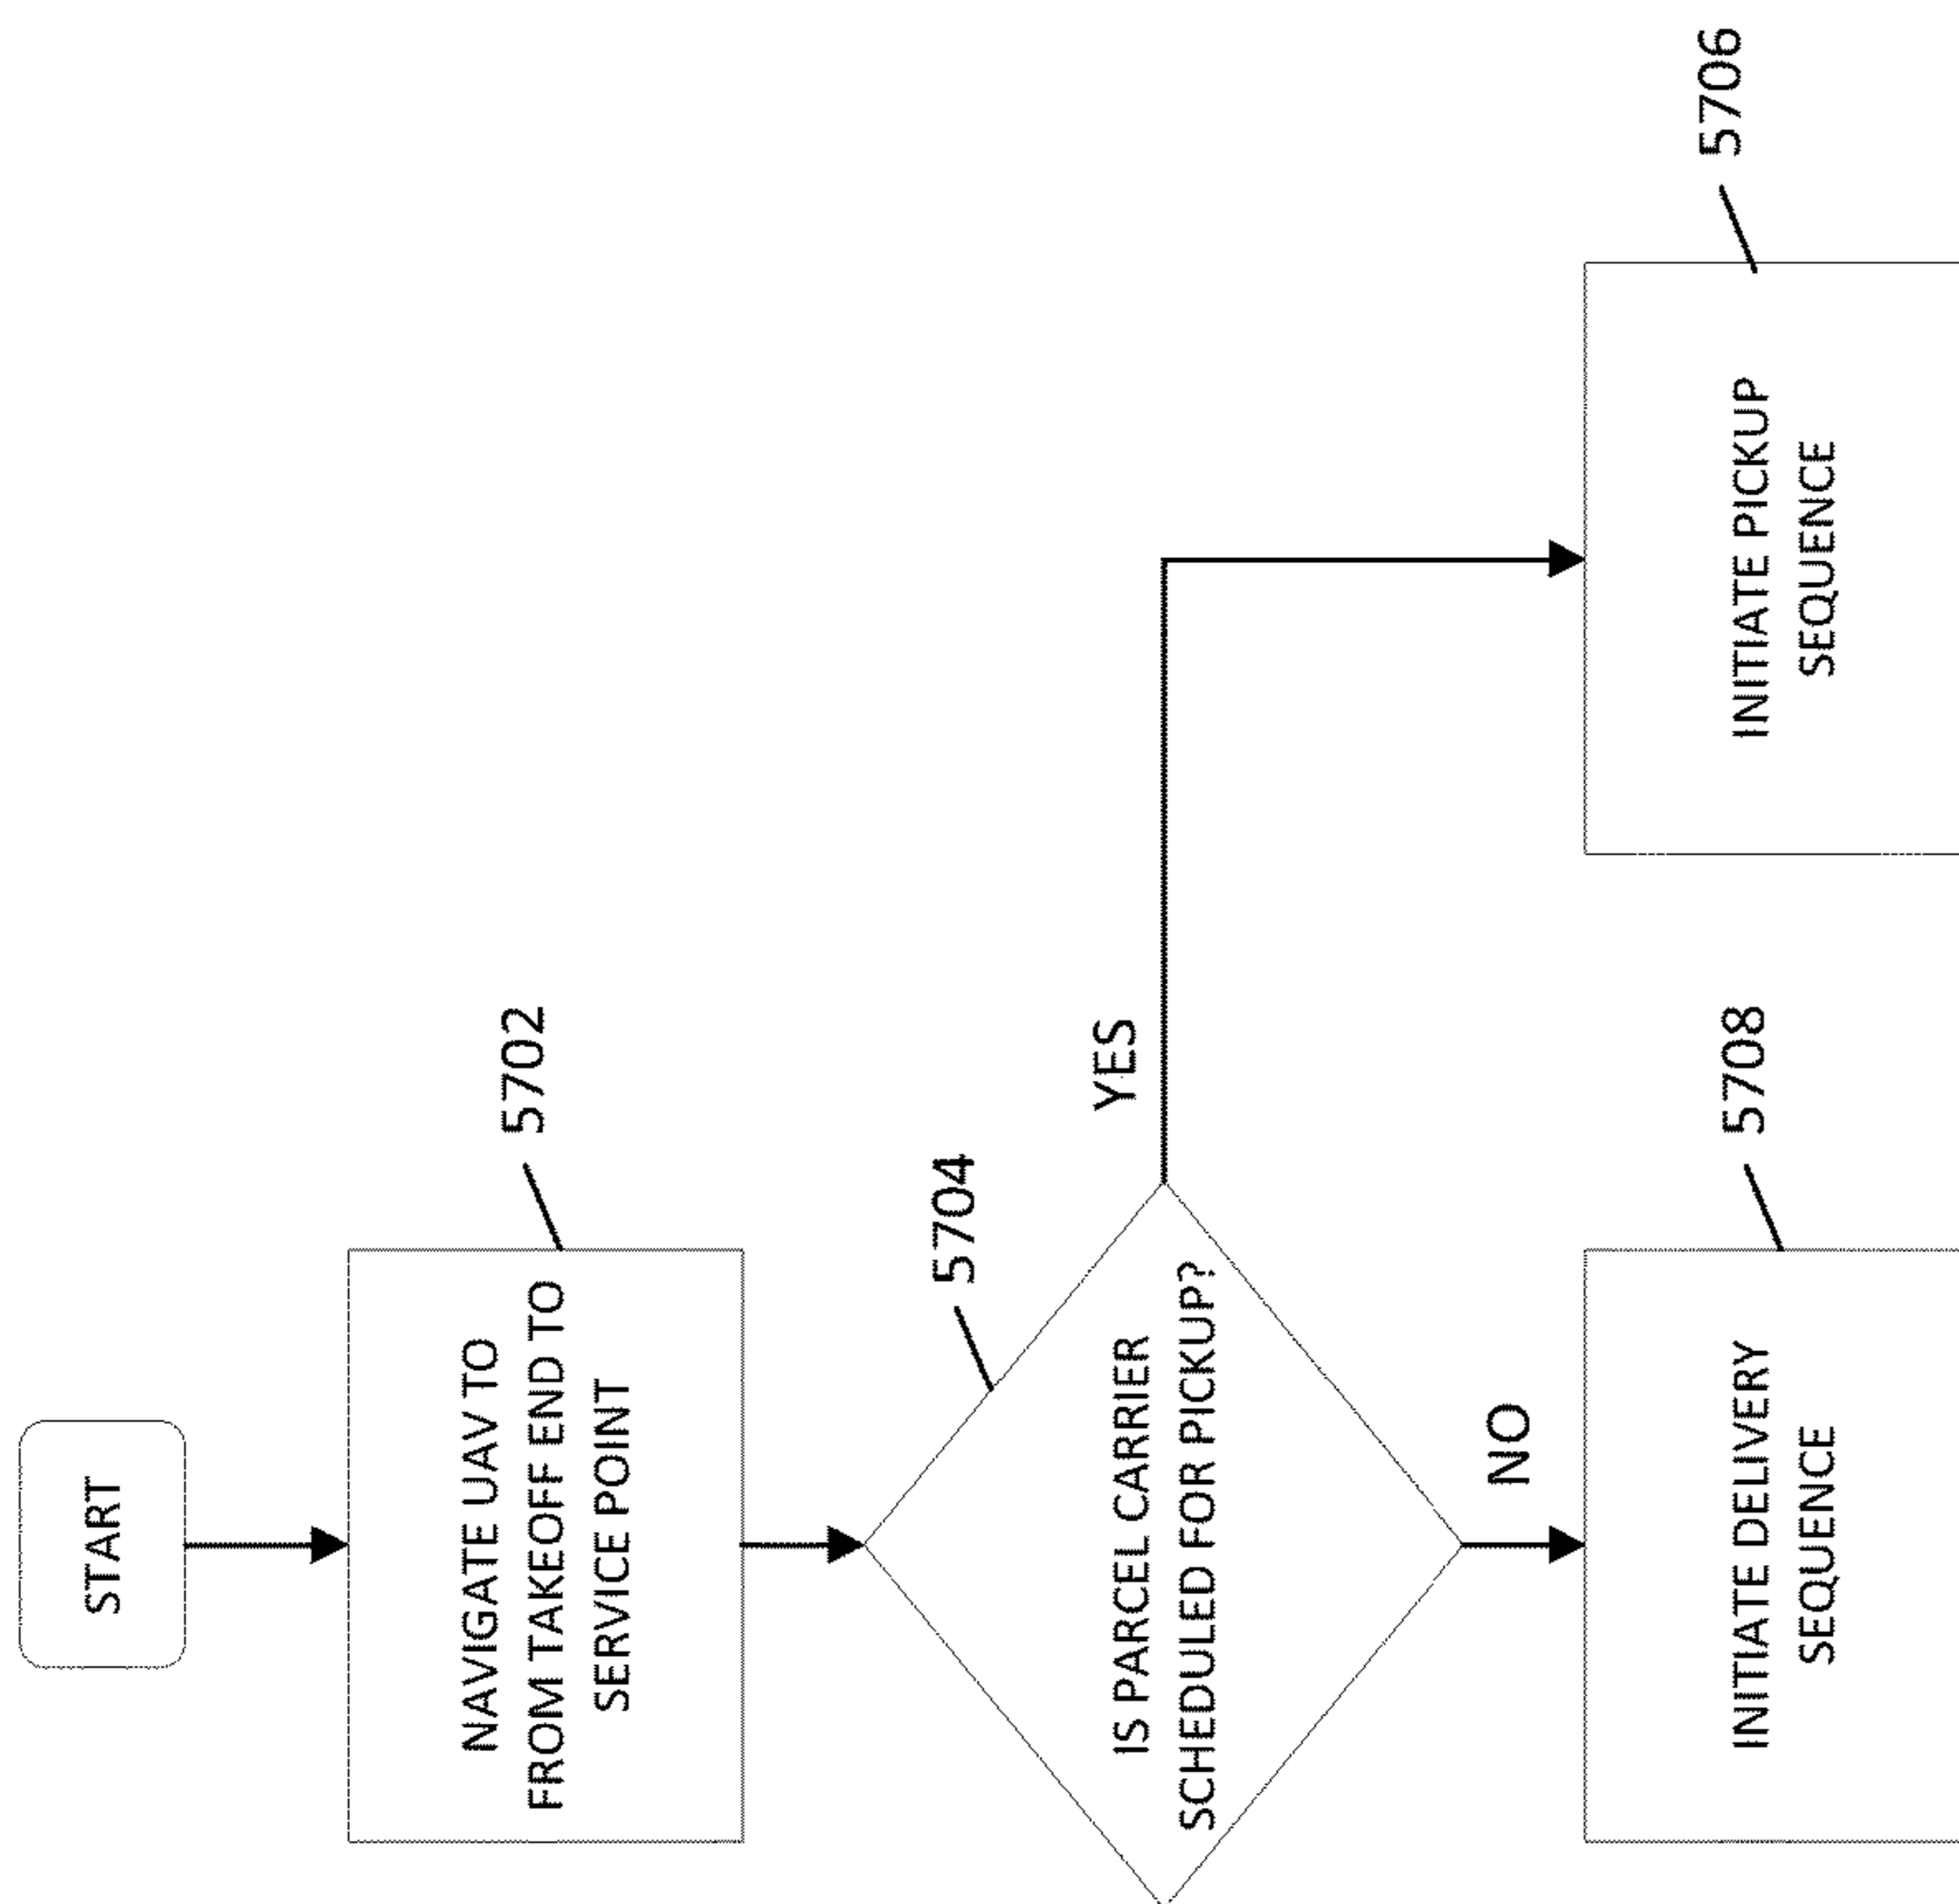 START
NAVIGATE UAV TO
FROM TAKEOFF END TO
SERVICE POINT
5702
IS PARCEL CARRIER
SCHEDULED FOR PICKUP?
5704
YES
NO
INITIATE PICKUP
SEQUENCE
5706
INITIATE DELIVERY
SEQUENCE
5708